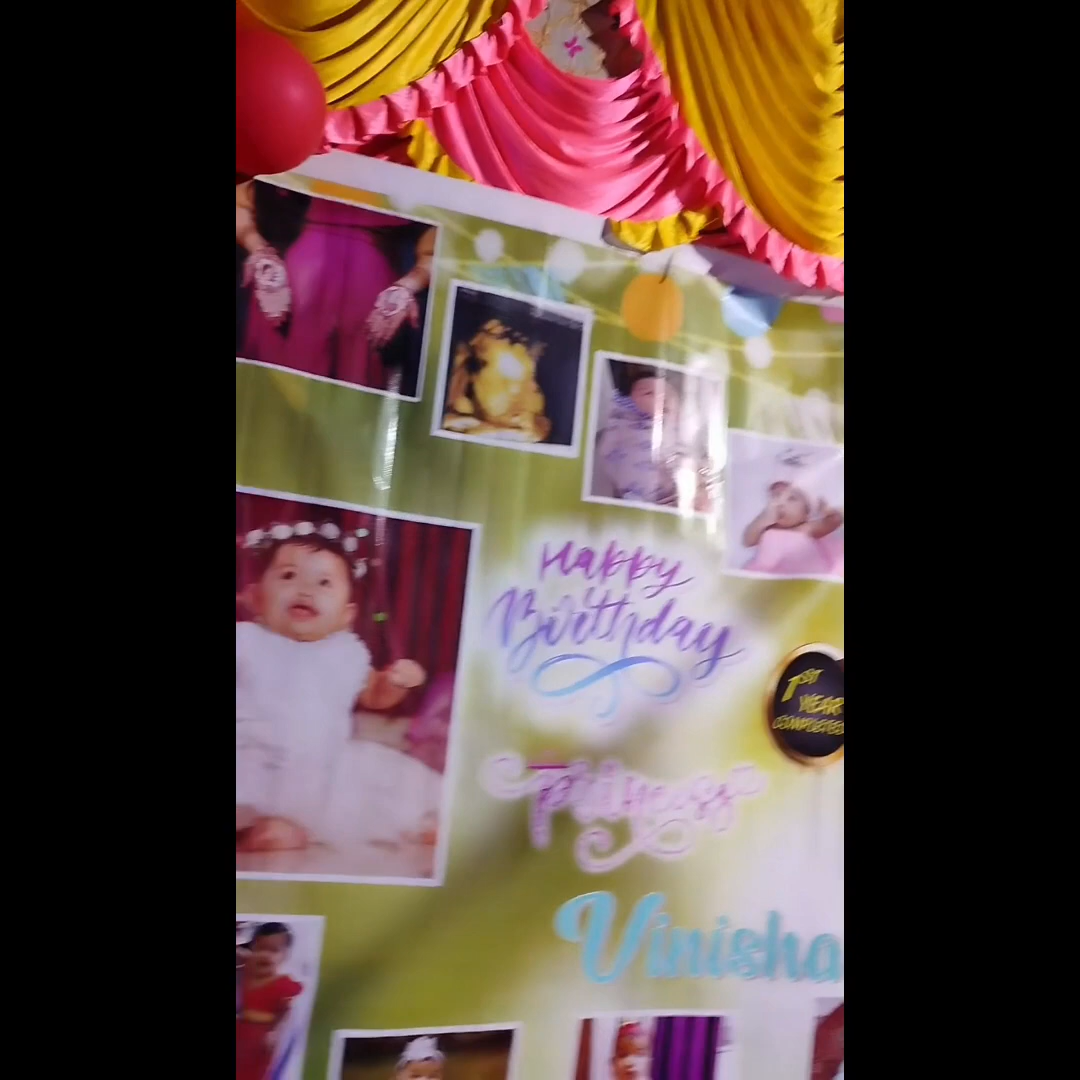 Happy
Birthday
1ST
YEAR
COMPLETED
Princess
Vinisha